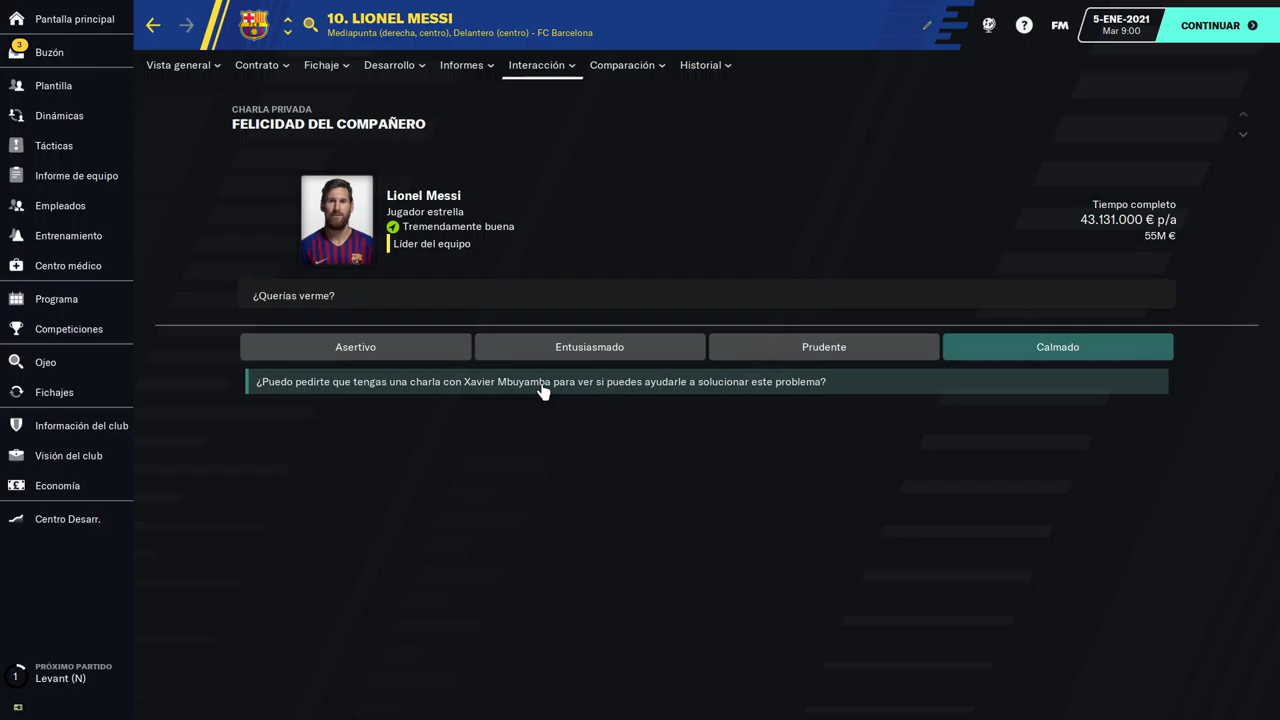 Pantalla principal
3
Buzón
Plantilla
Dinámicas
Tácticas
Informe de equipo
Empleados
Entrenamiento
Centro médico
Programa
Competiciones
Ojeo
Fichajes
Información del club
Visión del club
Economía
Centro Desarr.
1
PRÓXIMO PARTIDO
Levant (N)
10. LIONEL MESSI
Mediapunta (derecha, centro), Delantero (centro) - FC Barcelona
?
FM
5-ENE-2021
Mar 9:00
CONTINUAR
Vista general
Contrato
Fichaje
Desarrollo
Informes
Interacción
Comparación
Historial
CHARLA PRIVADA
FELICIDAD DEL COMPAÑERO
Lionel Messi
Jugador estrella
Tremendamente buena
Líder del equipo
Tiempo completo
43.131.000 € p/a
55M €
¿Querías verme?
Asertivo
Entusiasmado
Prudente
Calmado
¿Puedo pedirte que tengas una charla con Xavier Mbuyamba para ver si puedes ayudarle a solucionar este problema?